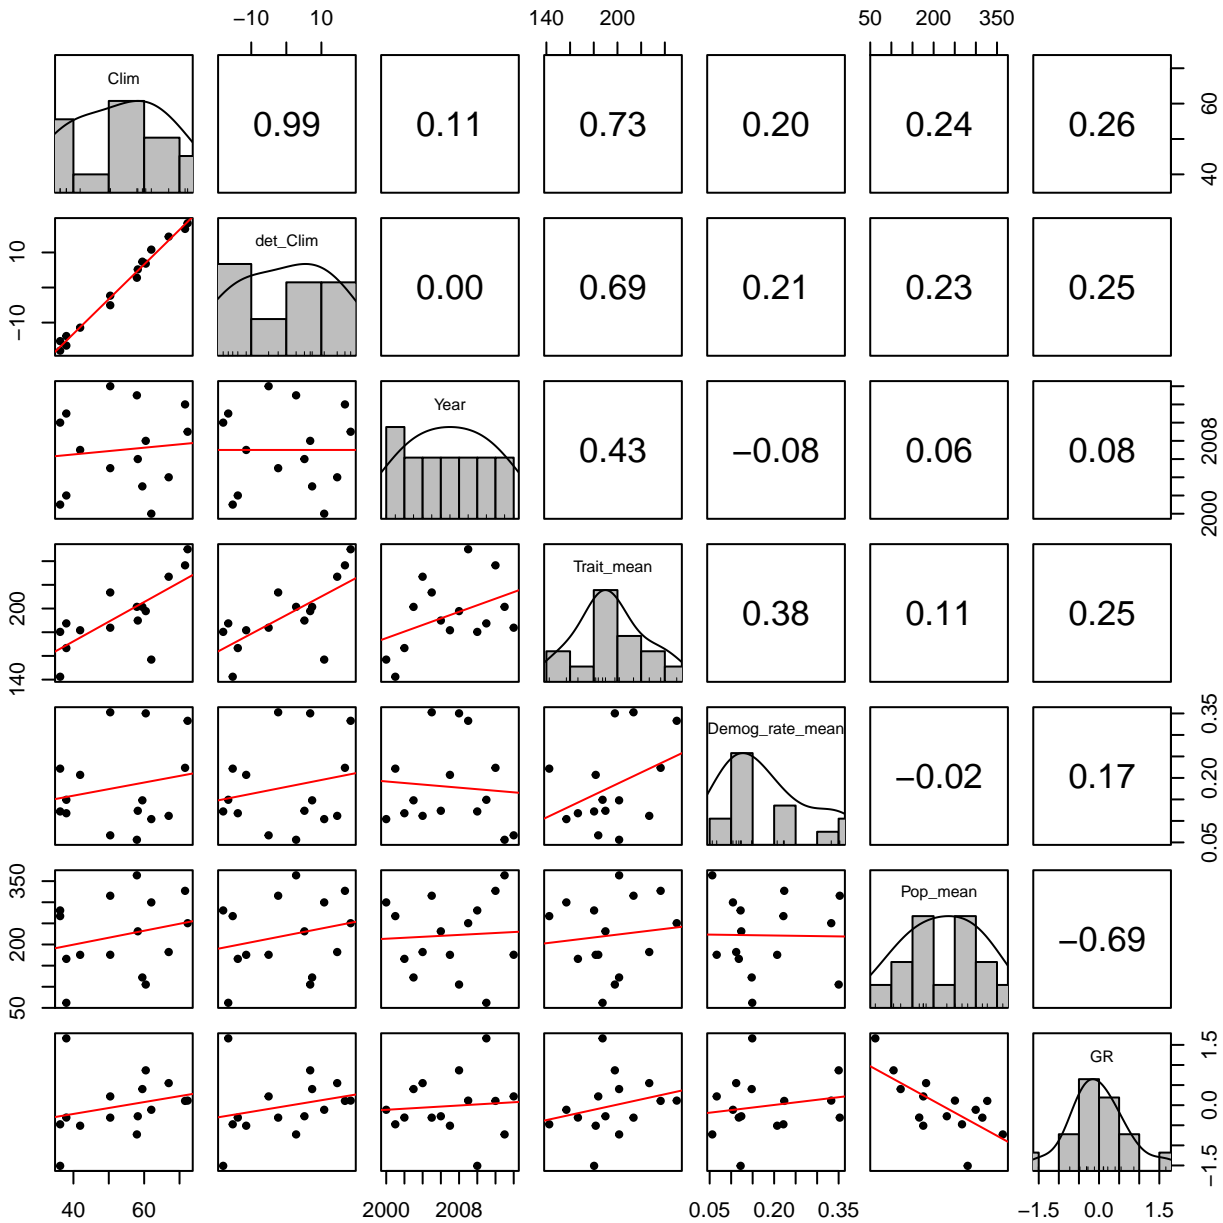 −10 10 140 200 50 200 350
Clim 0.99 0.11 0.73 0.20 0.24 0.26 40 60
−10 10 det_Clim 0.00 0.69 0.21 0.23 0.25
Year 0.43 −0.08 0.06 0.08 2000 2008
140 200 Trait_mean 0.38 0.11 0.25
Demog_rate_mean −0.02 0.17 0.05 0.20 0.35
50 200 350 Pop_mean −0.69
GR −1.5 0.0 1.5
40 60 2000 2008 0.05 0.20 0.35 −1.5 0.0 1.5